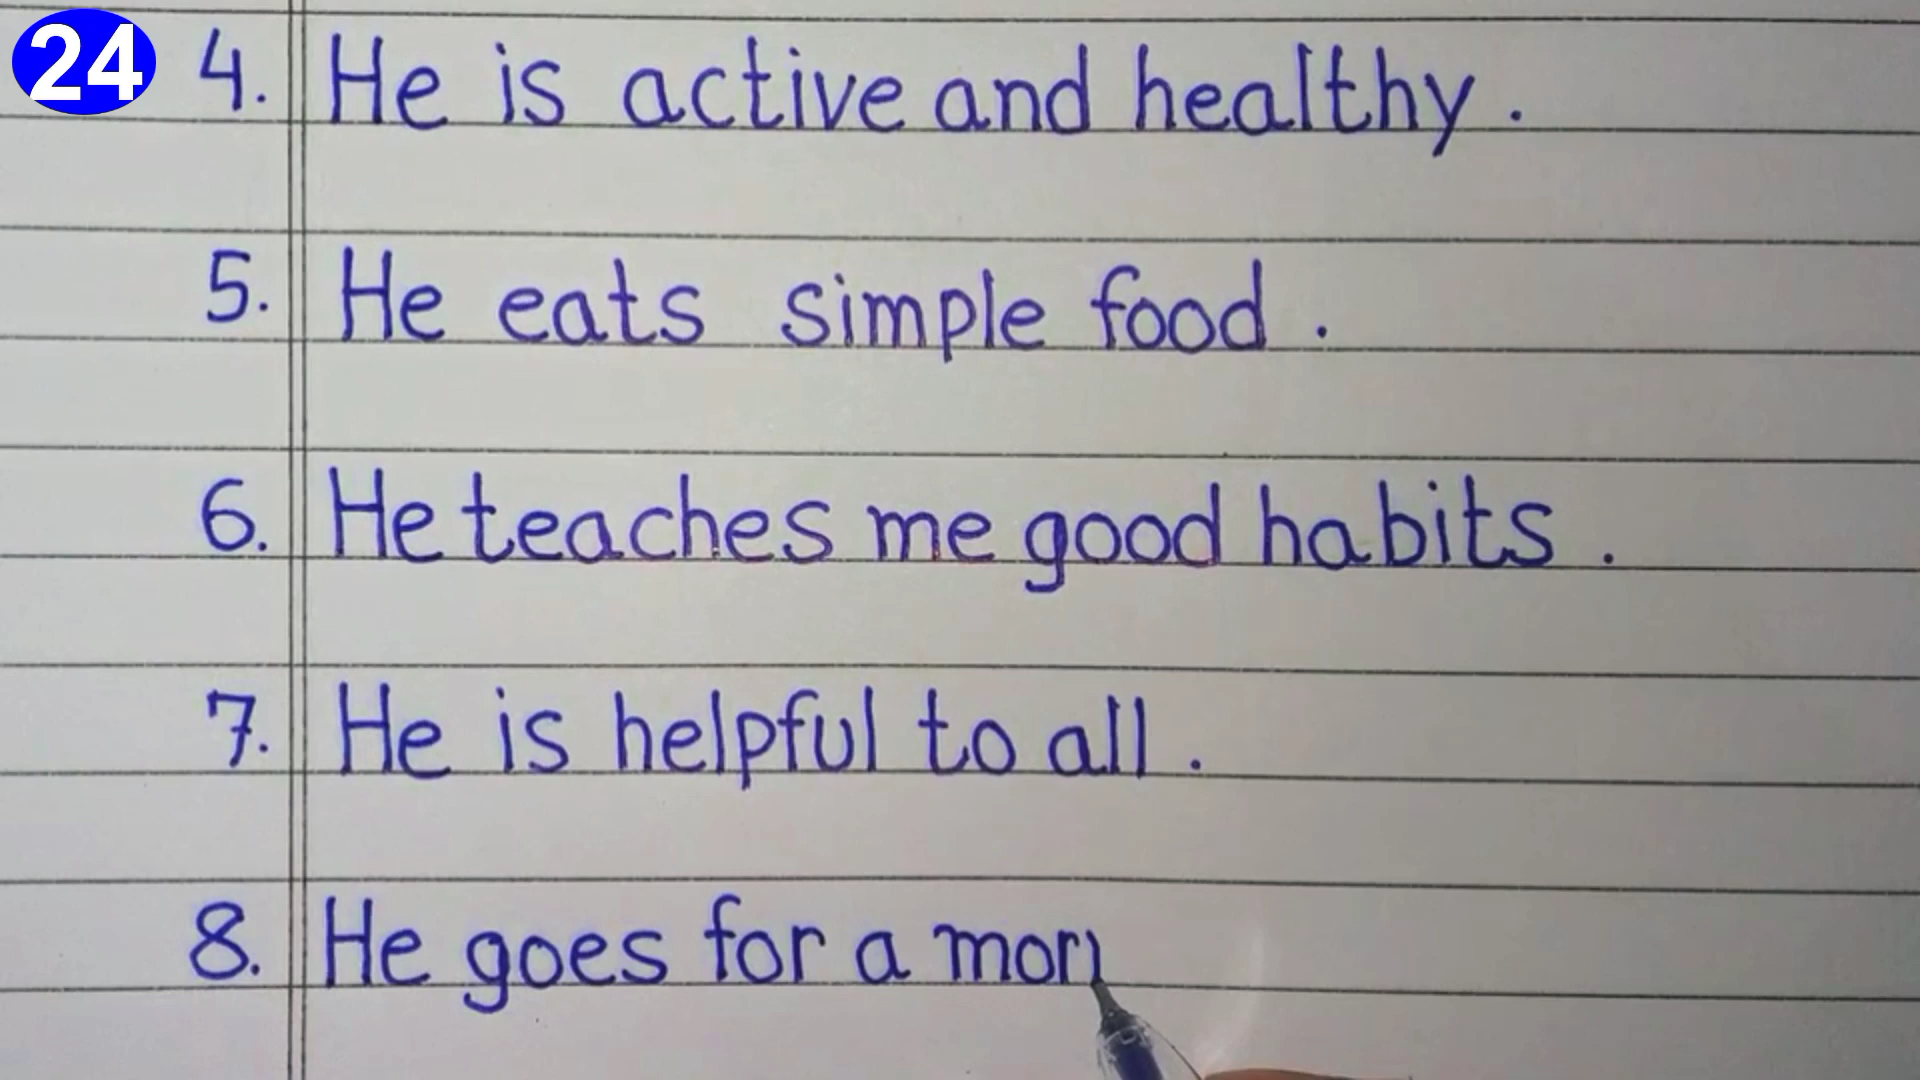 24
4. He is active and healthy.
5. He eats simple food.
6. He teaches me good habits.
7. He is helpful to all.
8. He goes for a mor